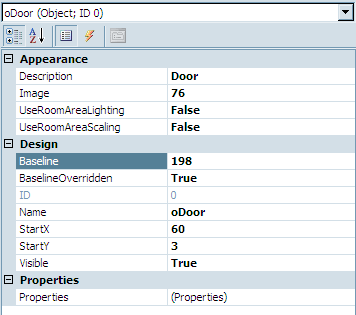 oDoor (Object; ID 0)
Appearance
Description Door
Image 76
UseRoomAreaLighting False
UseRoomAreaScaling False
Design
Baseline 198
BaselineOverridden True
ID 0
Name oDoor
StartX 60
StartY 3
Visible True
Properties
Properties (Properties)